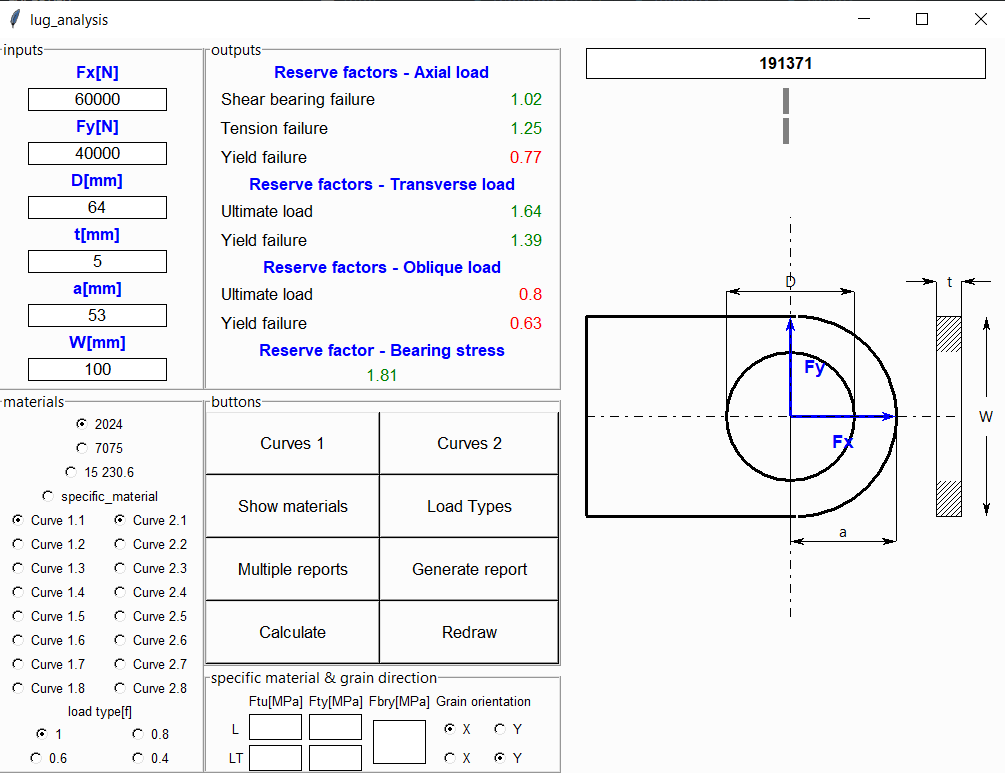 lug_analysis
inputs
Fx[N]
60000
Fy[N]
40000
D[mm]
64
t[mm]
5
a[mm]
53
W[mm]
100
outputs
Reserve factors - Axial load
Shear bearing failure 1.02
Tension failure 1.25
Yield failure 0.77
Reserve factors - Transverse load
Ultimate load 1.64
Yield failure 1.39
Reserve factors - Oblique load
Ultimate load 0.8
Yield failure 0.63
Reserve factor - Bearing stress
1.81
materials
2024
7075
15 230.6
specific_material
Curve 1.1 Curve 2.1
Curve 1.2 Curve 2.2
Curve 1.3 Curve 2.3
Curve 1.4 Curve 2.4
Curve 1.5 Curve 2.5
Curve 1.6 Curve 2.6
Curve 1.7 Curve 2.7
Curve 1.8 Curve 2.8
load type[f]
1 0.8
0.6 0.4
buttons
Curves 1 Curves 2
Show materials Load Types
Multiple reports Generate report
Calculate Redraw
specific material & grain direction
Ftu[MPa] Fty[MPa] Fbry[MPa] Grain orientation
L X Y
LT X Y
191371
D
t
Fy
W
Fx
a